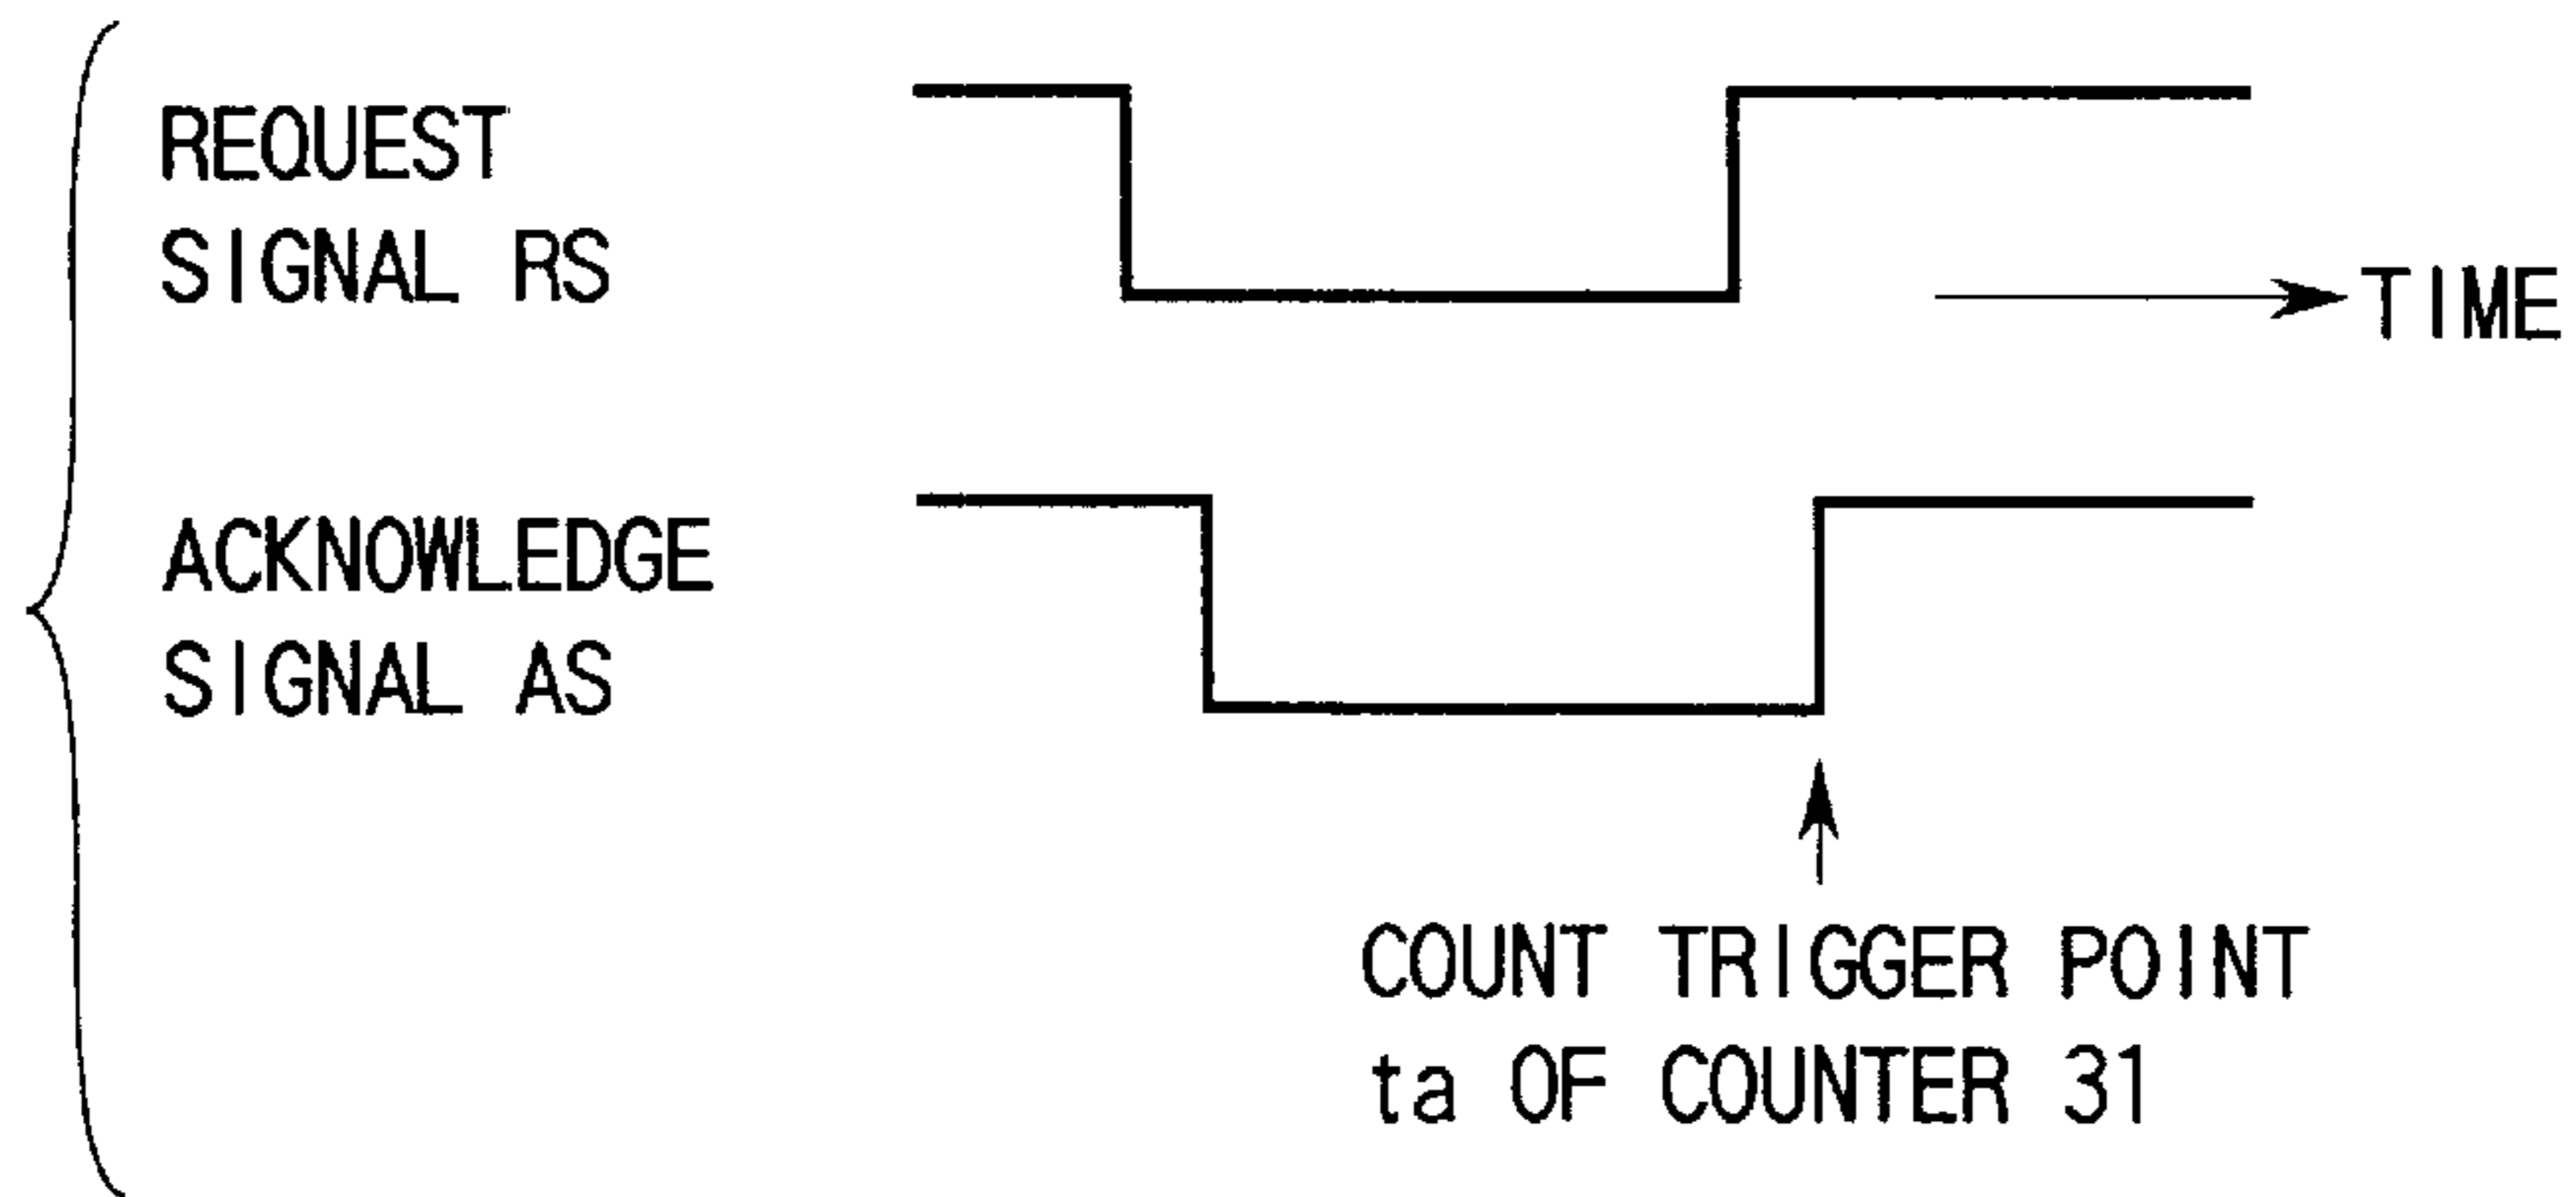 REQUEST
SIGNAL RS
TIME
ACKNOWLEDGE
SIGNAL AS
COUNT TRIGGER POINT
ta OF COUNTER 31